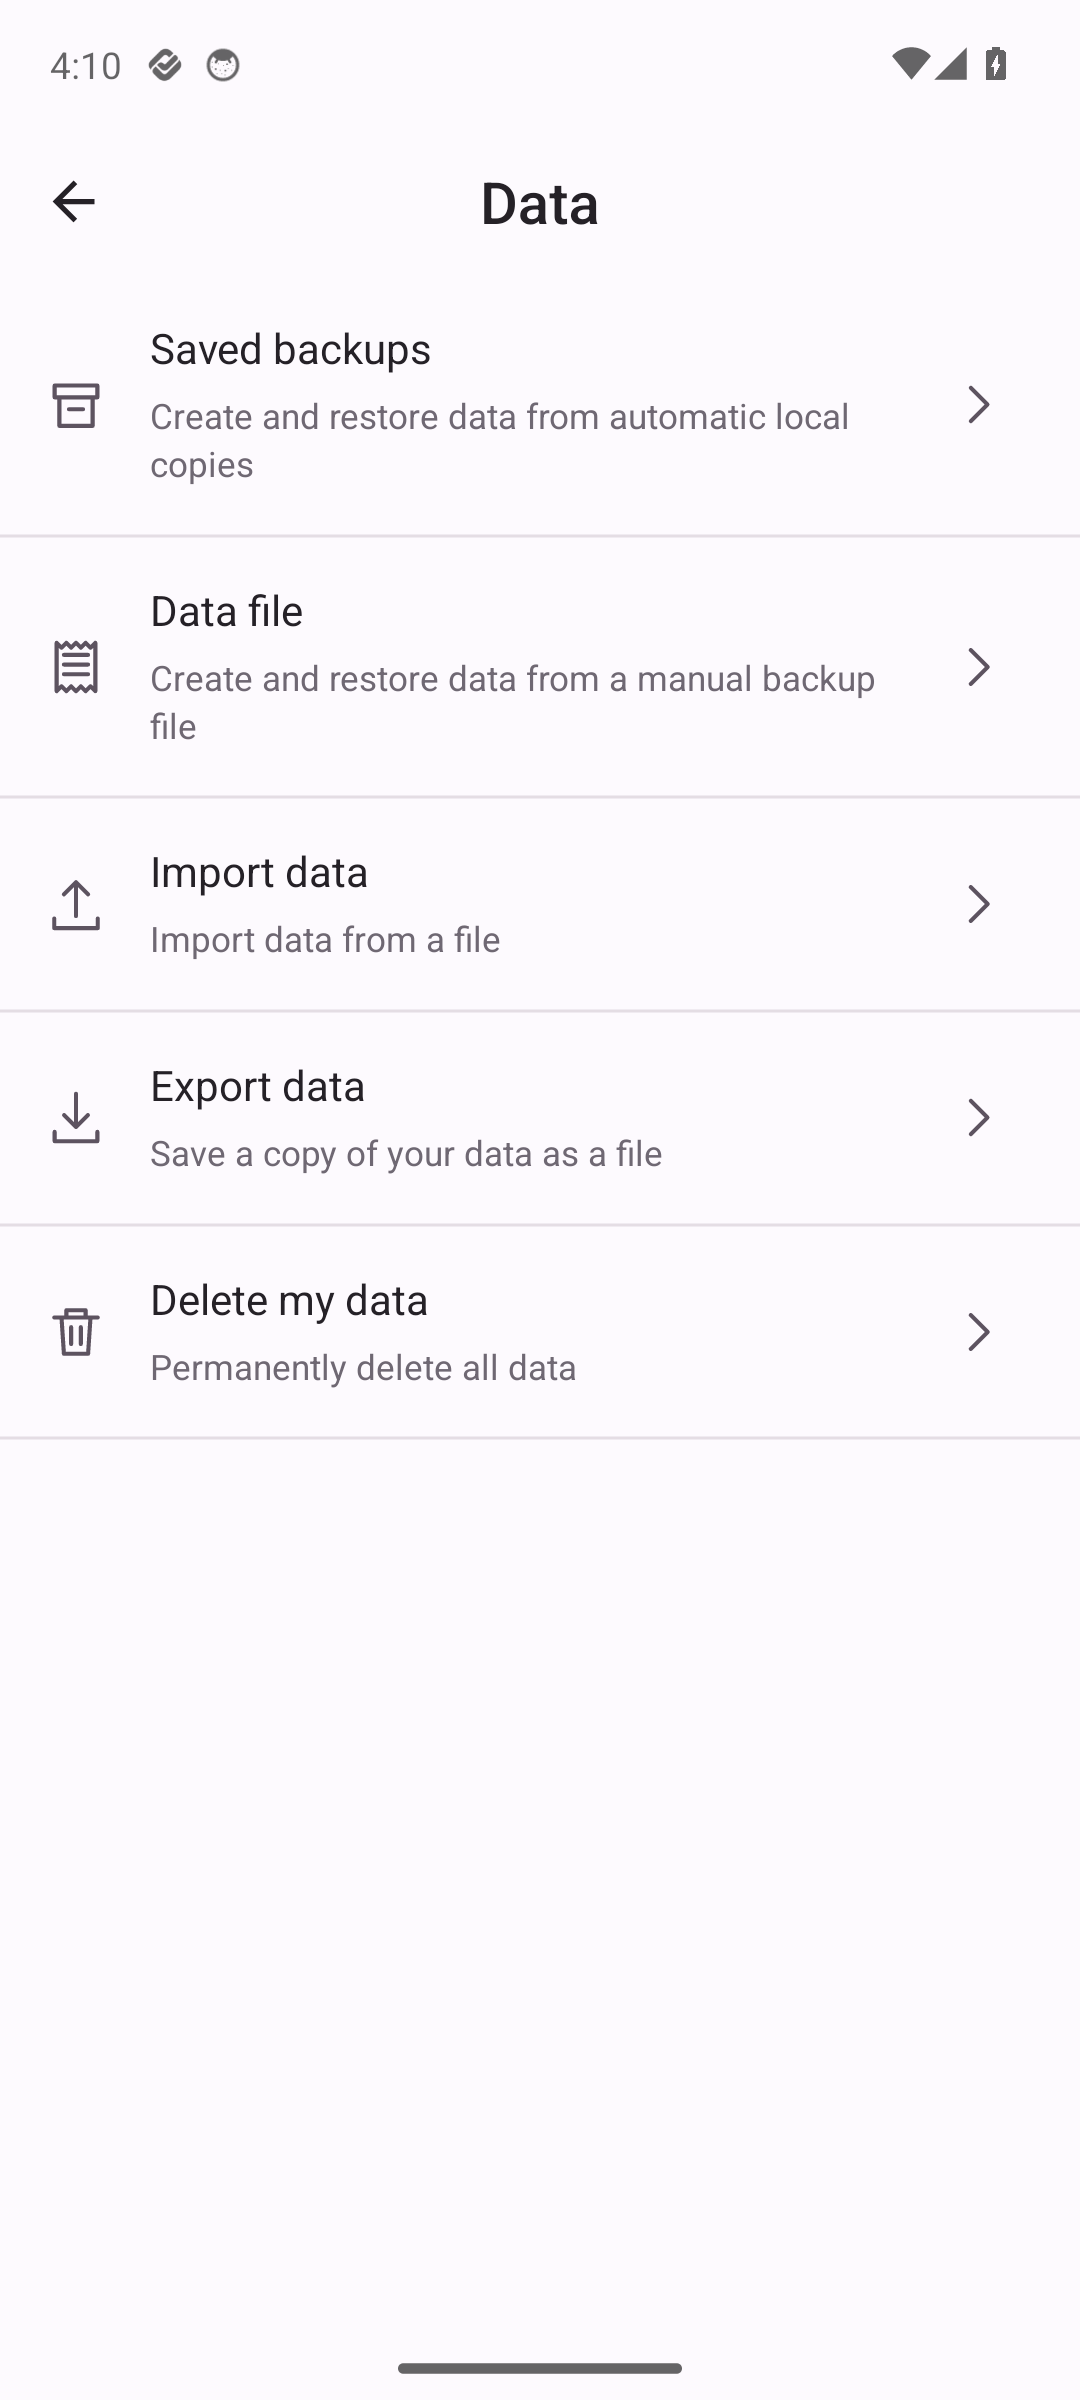 4:10
Data
Saved backups
Create and restore data from automatic local
copies
Data file
Create and restore data from a manual backup
file
Import data
Import data from a file
Export data
Save a copy of your data as a file
Delete my data
Permanently delete all data